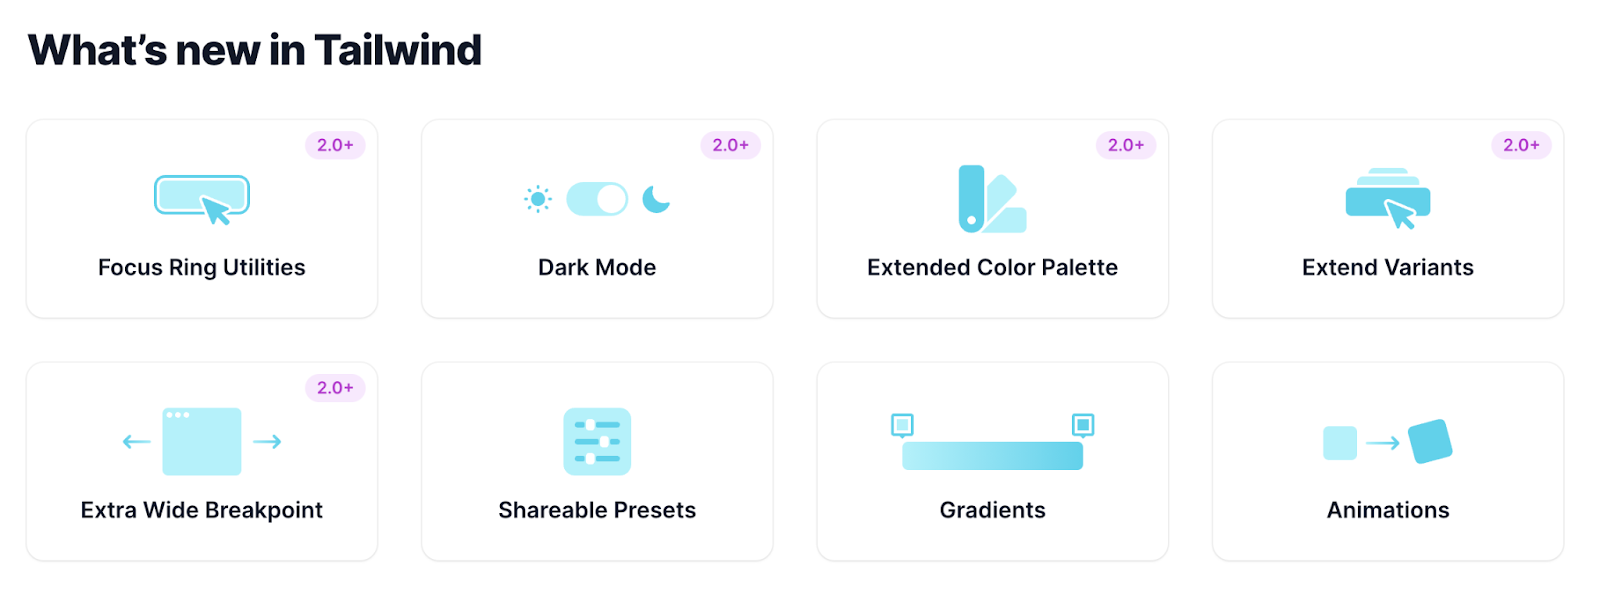 What’s new in Tailwind
2.0+
Focus Ring Utilities
2.0+
Dark Mode
2.0+
Extended Color Palette
2.0+
Extend Variants
2.0+
Extra Wide Breakpoint
Shareable Presets
Gradients
Animations